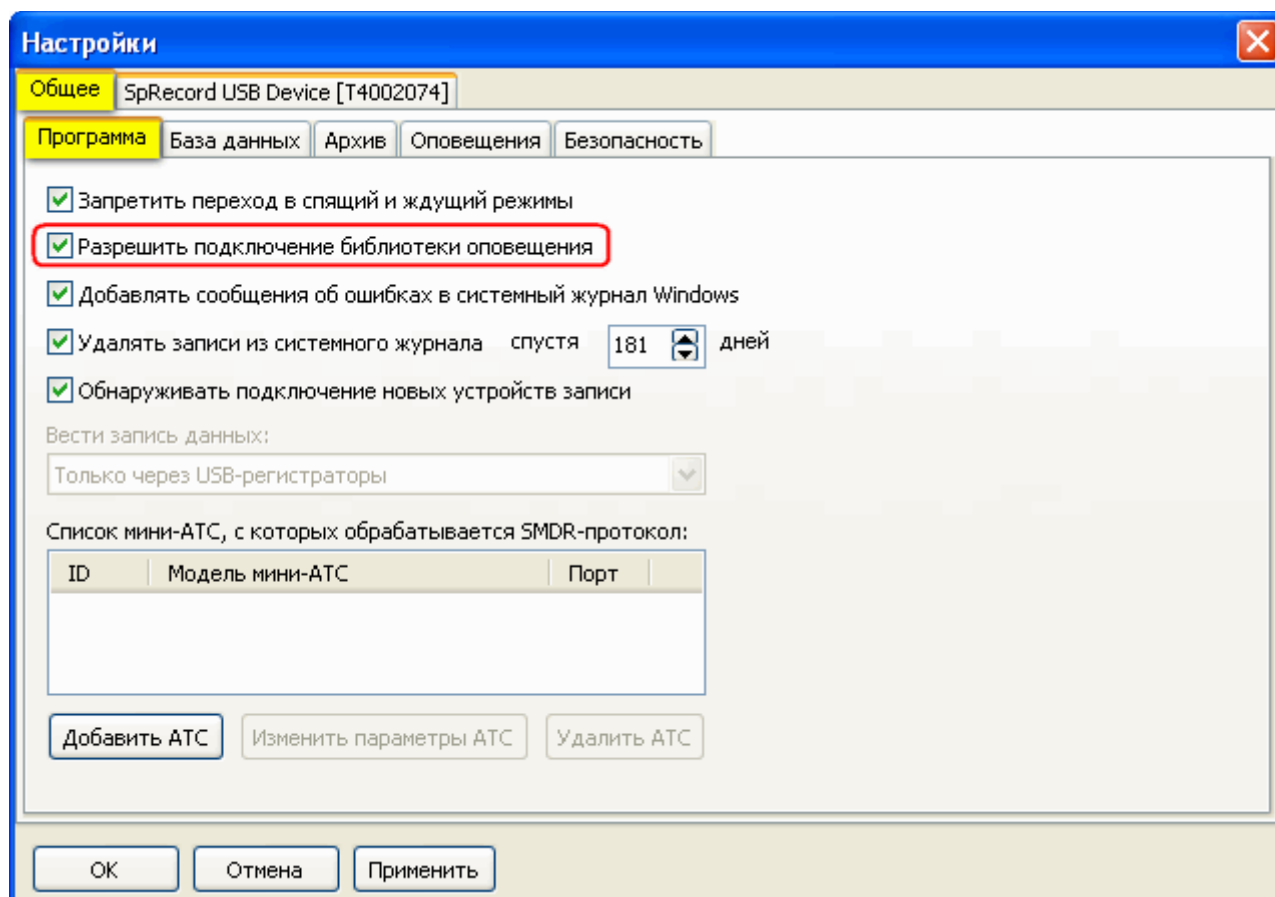 Настройки
Общее SpRecord USB Device [T4002074]
Программа База данных Архив Оповещения Безопасность
Запретить переход в спящий и ждущий режимы
Разрешить подключение библиотеки оповещения
Добавлять сообщения об ошибках в системный журнал Windows
Удалять записи из системного журнала спустя 181 дней
Обнаруживать подключение новых устройств записи
Вести запись данных:
Только через USB-регистраторы
Список мини-АТС, с которых обрабатывается SMDR-протокол:
ID Модель мини-АТС Порт
Добавить АТС Изменить параметры АТС Удалить АТС
OK Отмена Применить